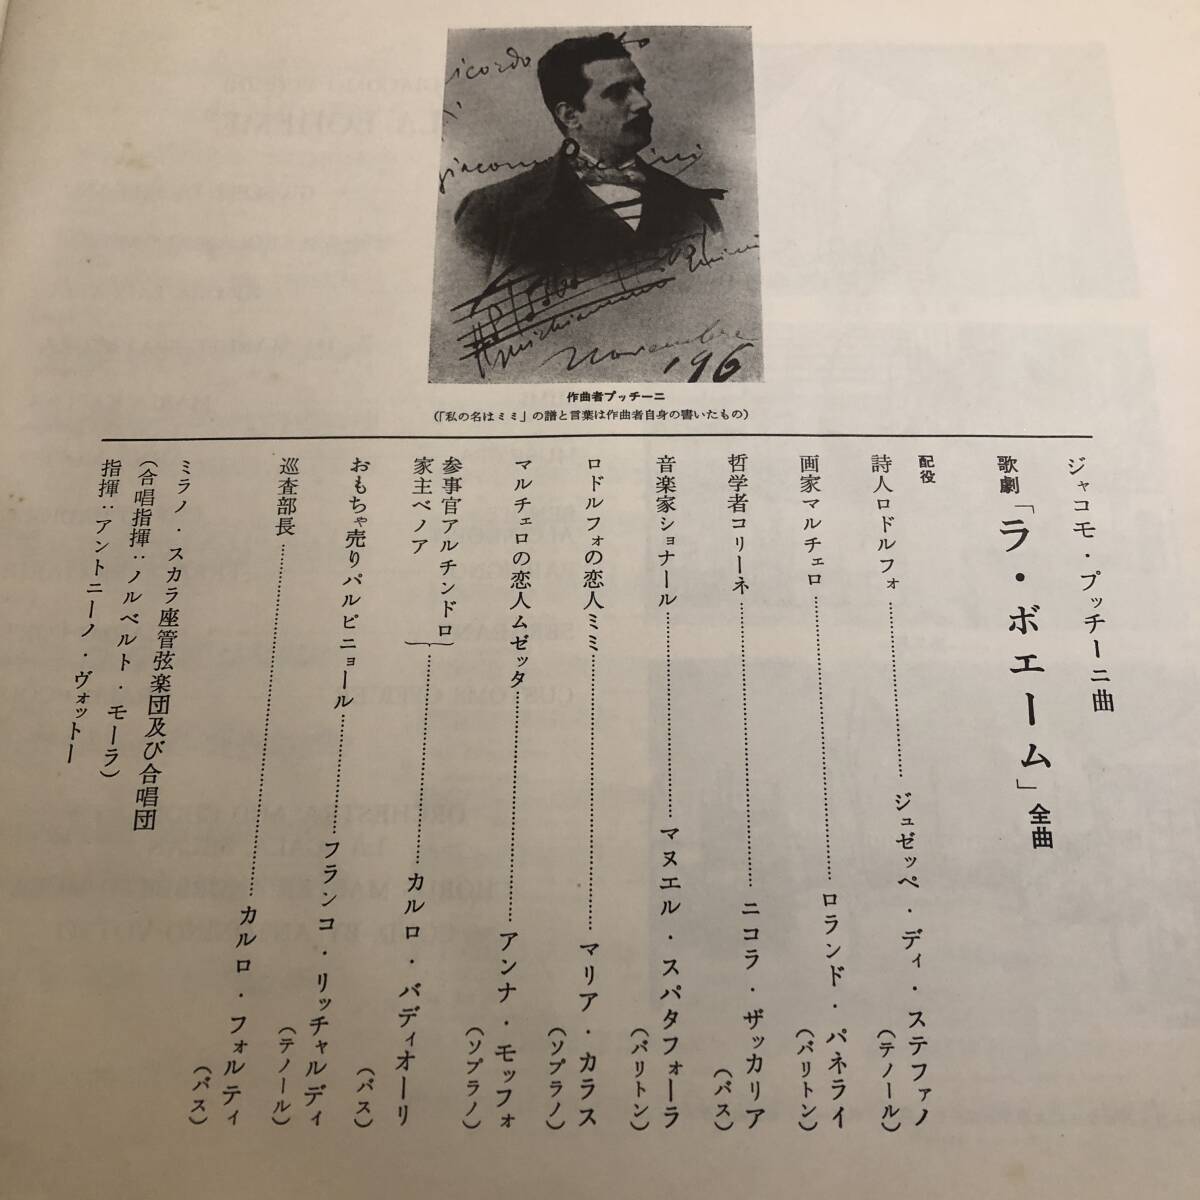 icordo
giacomo Puccini
mi chiamano
Mimi
novembre
'96
作曲者プッチーニ
（「私の名はミミ」の譜と言葉は作曲者自身の書いたもの）
ジャコモ・プッチーニ曲
歌劇「ラ・ボエーム」全曲
配役
詩人ロドルフォ…………ジュゼッペ・ディ・ステファノ（テノール）
画家マルチェロ…………ロランド・パネライ（バリトン）
哲学者コリーネ…………ニコラ・ザッカリア（バス）
音楽家ショナール…………マヌエル・スパタフォーラ（バリトン）
ロドルフォの恋人ミミ…………マリア・カラス（ソプラノ）
マルチェロの恋人ムゼッタ…………アンナ・モッフォ（ソプラノ）
参事官アルチンドロ
家主ベノア｝…………カルロ・バディオーリ（バス）
おもちゃ売りパルピニョール…………フランコ・リッチャルディ（テノール）
巡査部長…………カルロ・フォルティ（バス）
ミラノ・スカラ座管弦楽団及び合唱団
（合唱指揮：ノルベルト・モーラ）
指揮：アントニーノ・ヴォットー